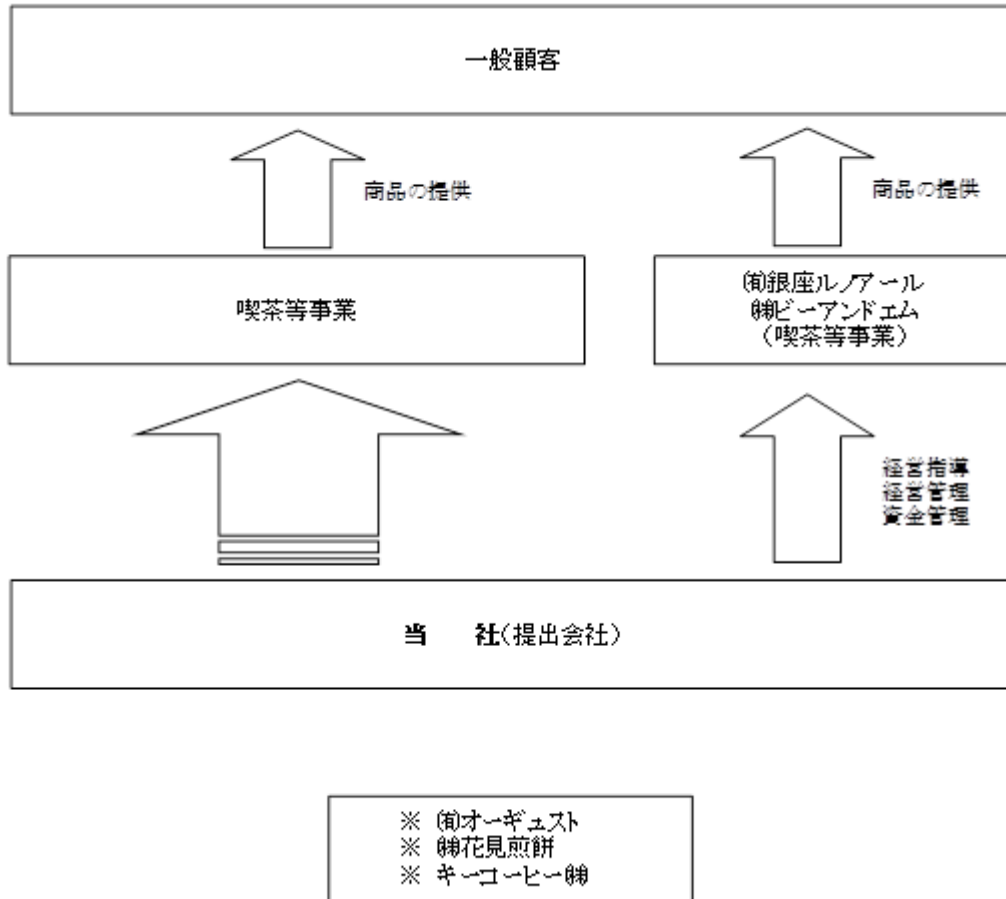 一般顧客
商品の提供
商品の提供
喫茶等事業
㈲銀座ルノアール
㈱ビーアンドエム
(喫茶等事業)
経営指導
経営管理
資金管理
当　　社(提出会社)
※ ㈲オーギュスト
※ ㈱花見煎餅
※ キーコーヒー㈱